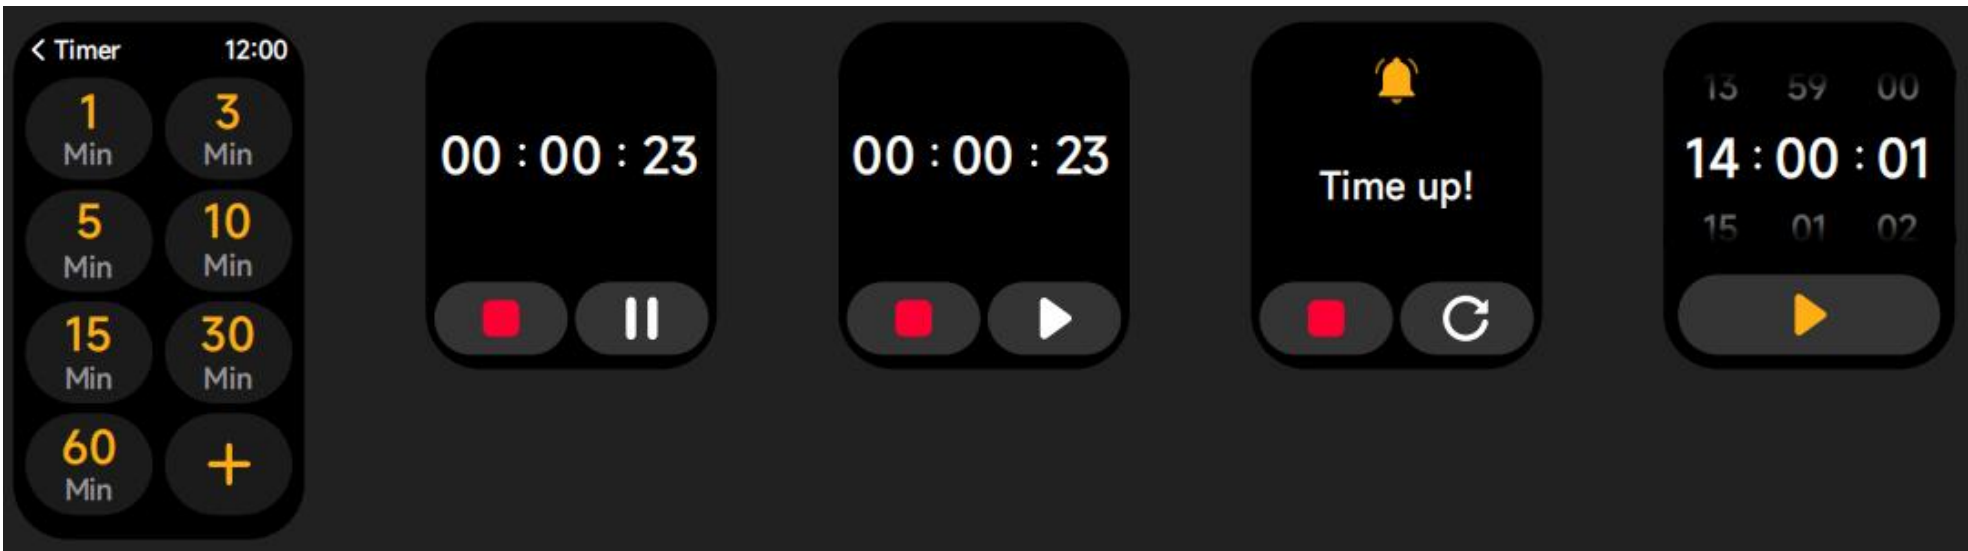 < Timer 12:00
1 3
Min Min
5 10
Min Min
15 30
Min Min
60 +
Min
00 : 00 : 23
00 : 00 : 23
Time up!
13 59 00
14 : 00 : 01
15 01 02